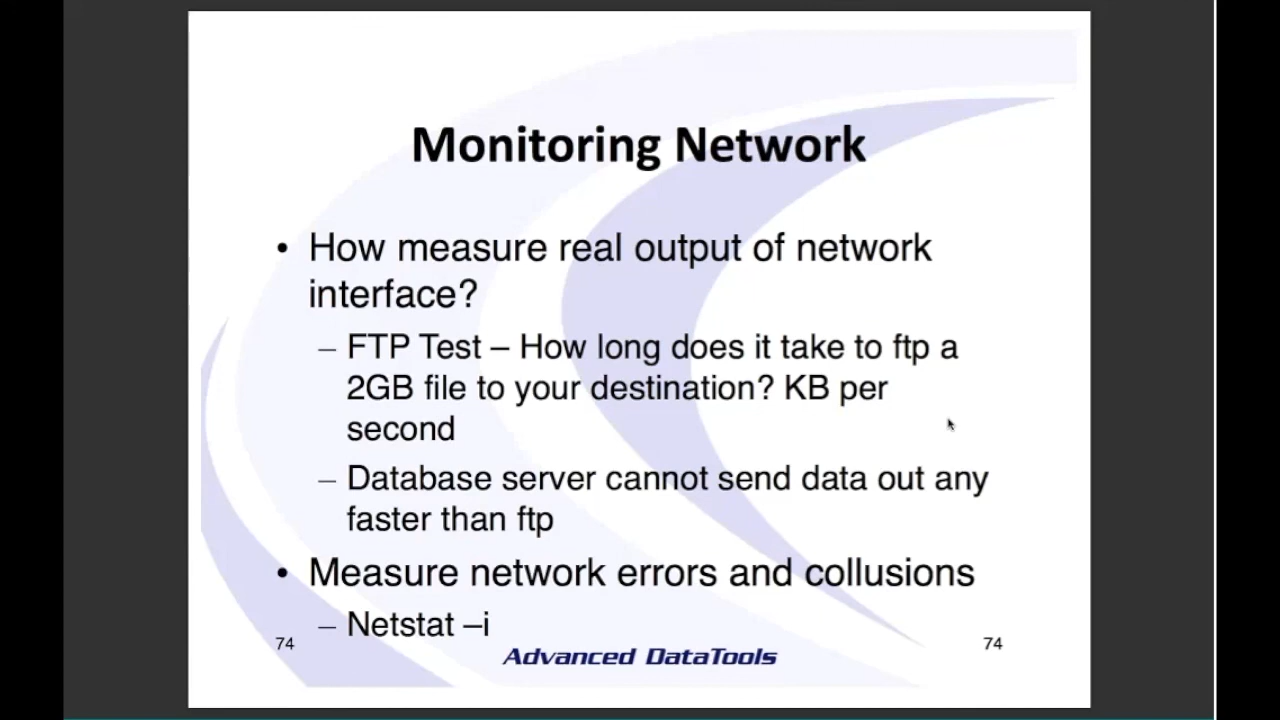 Monitoring Network
• How measure real output of network
interface?
– FTP Test – How long does it take to ftp a
2GB file to your destination? KB per
second
– Database server cannot send data out any
faster than ftp
• Measure network errors and collusions
– Netstat –i
74
Advanced DataTools
74